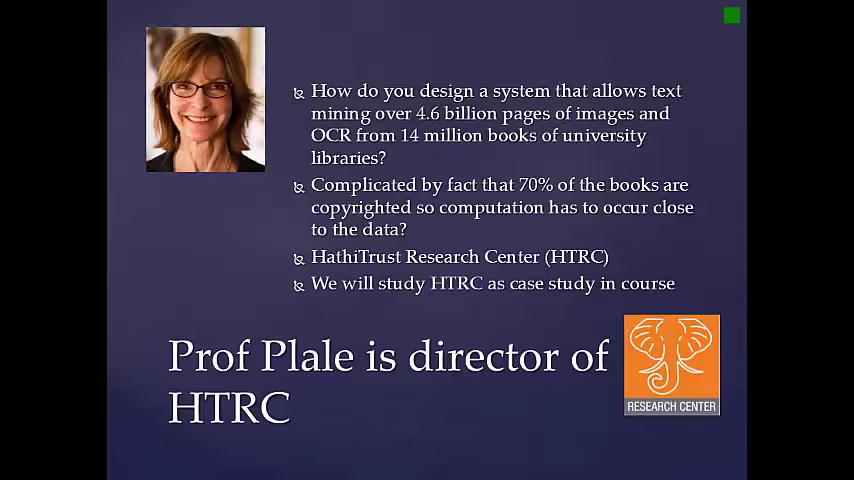 How do you design a system that allows text
mining over 4.6 billion pages of images and
OCR from 14 million books of university
libraries?
Complicated by fact that 70% of the books are
copyrighted so computation has to occur close
to the data?
HathiTrust Research Center (HTRC)
We will study HTRC as case study in course
Prof Plale is director of
HTRC
RESEARCH CENTER